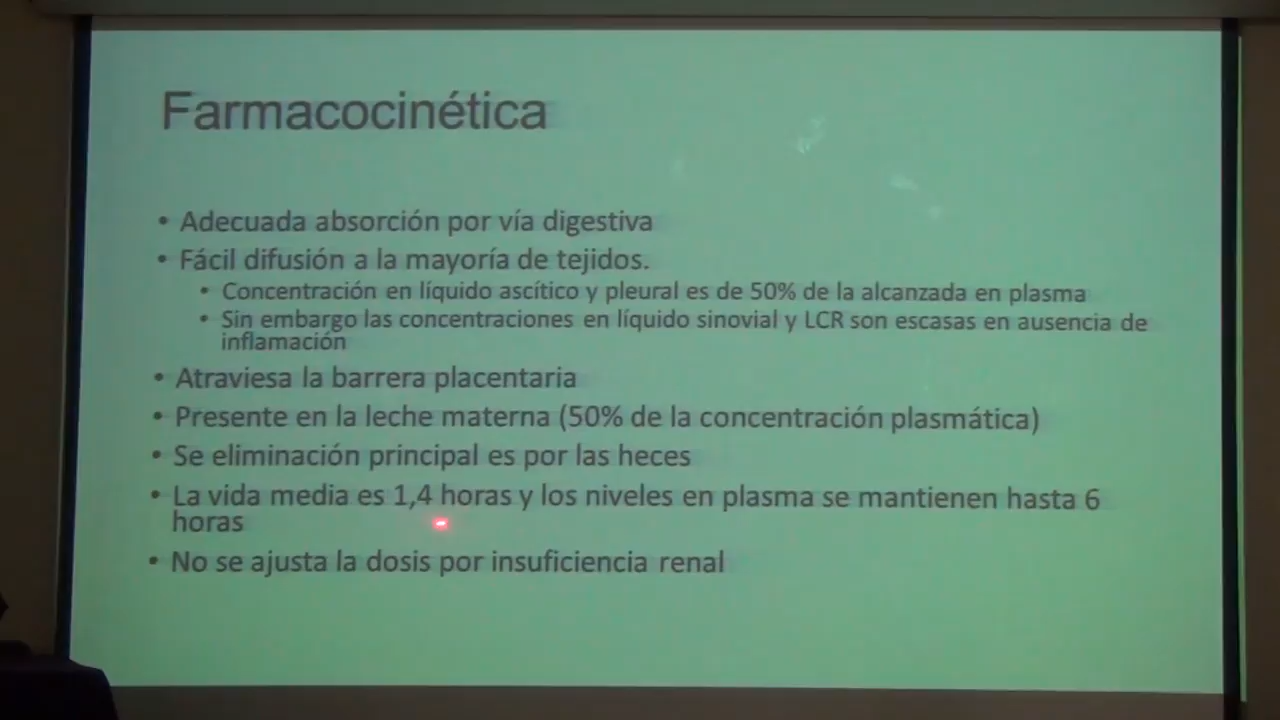 Farmacocinética
• Adecuada absorción por vía digestiva
• Fácil difusión a la mayoría de tejidos.
• Concentración en líquido ascítico y pleural es de 50% de la alcanzada en plasma
• Sin embargo las concentraciones en líquido sinovial y LCR son escasas en ausencia de
inflamación
• Atraviesa la barrera placentaria
• Presente en la leche materna (50% de la concentración plasmática)
• Se eliminación principal es por las heces
• La vida media es 1,4 horas y los niveles en plasma se mantienen hasta 6
horas
• No se ajusta la dosis por insuficiencia renal